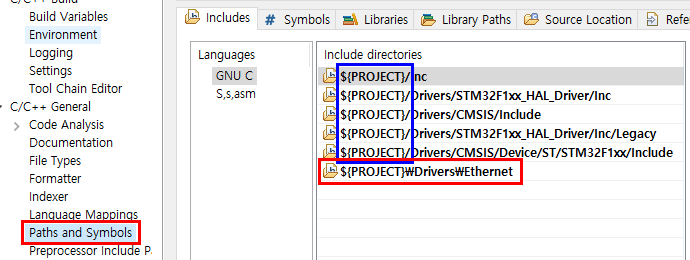 C/C++ Build
Build Variables
Environment
Logging
Settings
Tool Chain Editor
C/C++ General
Code Analysis
Documentation
File Types
Formatter
Indexer
Language Mappings
Paths and Symbols
Preprocessor Include Pa
Includes
# Symbols
Libraries
Library Paths
Source Location
Refe
Languages
GNU C
S,s,asm
Include directories
${PROJECT}/Inc
${PROJECT}/Drivers/STM32F1xx_HAL_Driver/Inc
${PROJECT}/Drivers/CMSIS/Include
${PROJECT}/Drivers/STM32F1xx_HAL_Driver/Inc/Legacy
${PROJECT}/Drivers/CMSIS/Device/ST/STM32F1xx/Include
${PROJECT}₩Drivers₩Ethernet